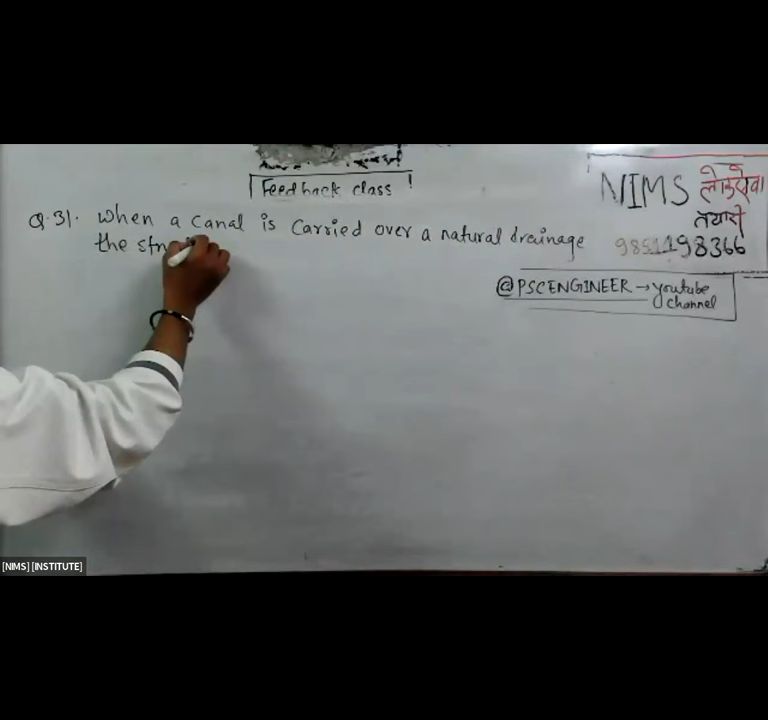 Feedback class !
NIMS लोकसेवा
तयारी
9851198366
Q.31. When a canal is carried over a natural drainage
the str
@PSCENGINEER → youtube
channel
[NIMS] [INSTITUTE]